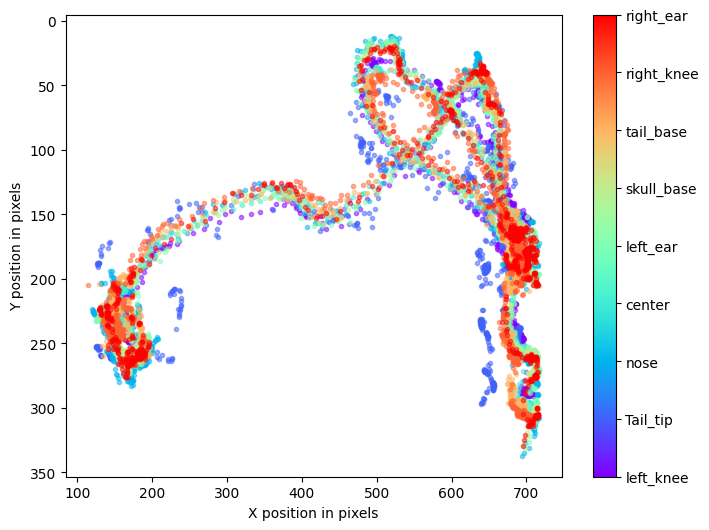 0
50
100
150
200
250
300
350
Y position in pixels
100
200
300
400
500
600
700
X position in pixels
right_ear
right_knee
tail_base
skull_base
left_ear
center
nose
Tail_tip
left_knee